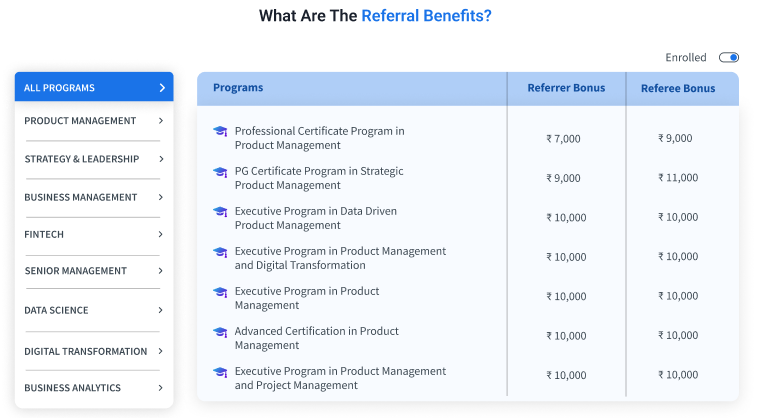 What Are The Referral Benefits?
Enrolled
ALL PROGRAMS
PRODUCT MANAGEMENT
STRATEGY & LEADERSHIP
BUSINESS MANAGEMENT
FINTECH
SENIOR MANAGEMENT
DATA SCIENCE
DIGITAL TRANSFORMATION
BUSINESS ANALYTICS
Programs Referrer Bonus Referee Bonus
Professional Certificate Program in
Product Management
₹ 7,000 ₹ 9,000
PG Certificate Program in Strategic
Product Management
₹ 9,000 ₹ 11,000
Executive Program in Data Driven
Product Management
₹ 10,000 ₹ 10,000
Executive Program in Product Management
and Digital Transformation
₹ 10,000 ₹ 10,000
Executive Program in Product
Management
₹ 10,000 ₹ 10,000
Advanced Certification in Product
Management
₹ 10,000 ₹ 10,000
Executive Program in Product Management
and Project Management
₹ 10,000 ₹ 10,000